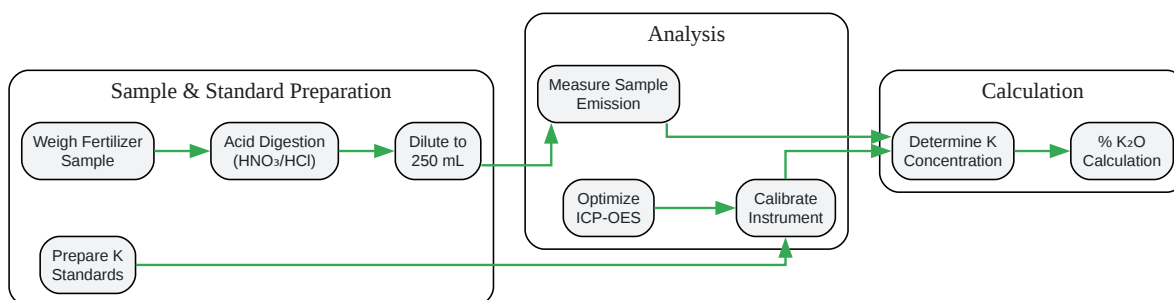 Sample & Standard Preparation
Weigh Fertilizer
Sample
Acid Digestion
(HNO₃/HCl)
Dilute to
250 mL
Prepare K
Standards
Analysis
Measure Sample
Emission
Optimize
ICP-OES
Calibrate
Instrument
Calculation
Determine K
Concentration
% K₂O
Calculation